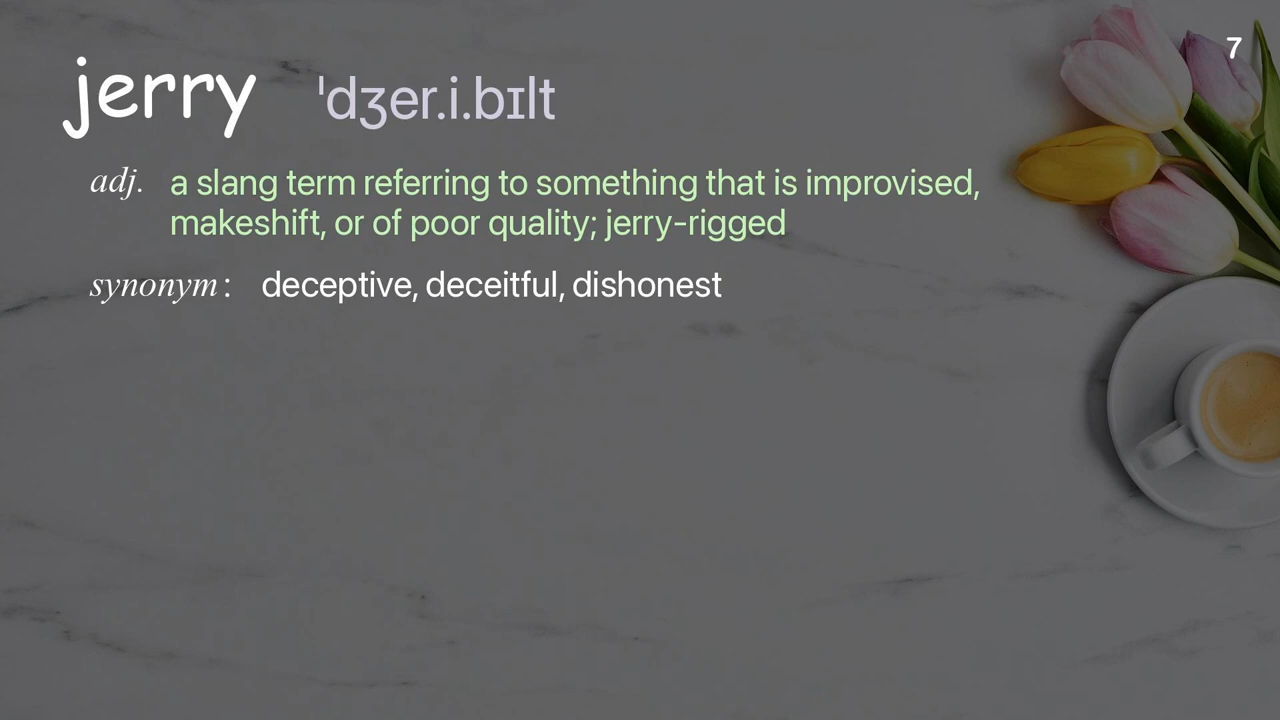 7
jerry ˈdʒer.i.bɪlt
adj. a slang term referring to something that is improvised,
makeshift, or of poor quality; jerry-rigged
synonym : deceptive, deceitful, dishonest